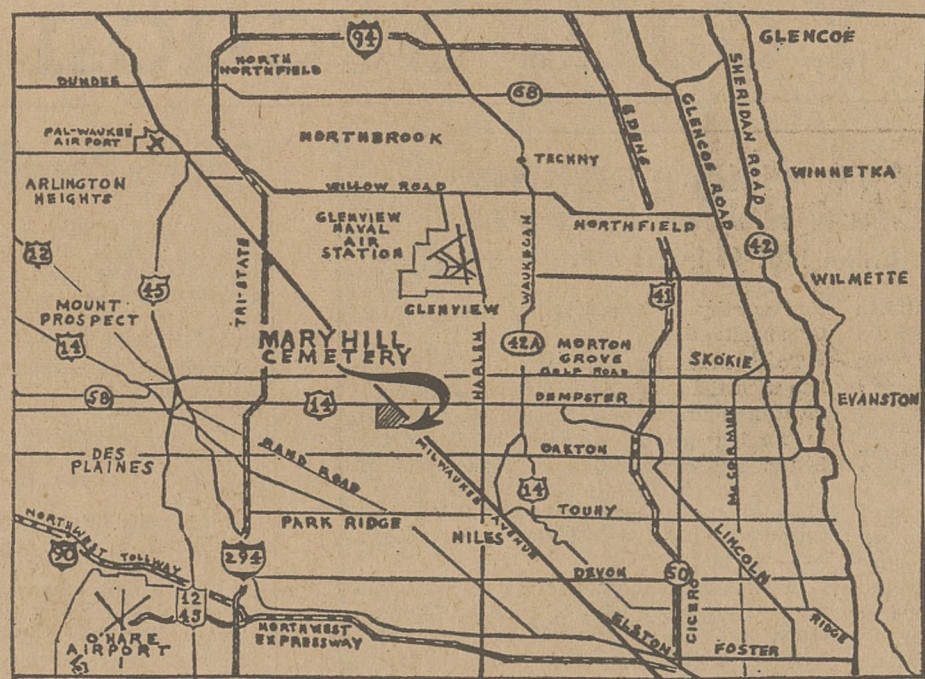 94
GLENCOE
NORTH
NORTHFIELD
DUNDEE
68
SHERIDAN ROAD
GLENCOE ROAD
EDENS
PAL-WAUKEE
AIRPORT
NORTHBROOK
TECHNY
WINNETKA
ARLINGTON
HEIGHTS
WILLOW ROAD
GLENVIEW
NAVAL
AIR
STATION
WAUKEGAN
NORTHFIELD
12
42
45
TRI-STATE
41
WILMETTE
MOUNT
PROSPECT
GLENVIEW
14
MARYHILL
CEMETERY
HARLEM
42A
MORTON
GROVE
GOLF ROAD
SKOKIE
58
14
DEMPSTER
EVANSTON
McCORMICK
DES
PLAINES
RAND ROAD
MILWAUKEE AVENUE
OAKTON
14
NORTHWEST TOLLWAY
PARK RIDGE
TOUHY
NILES
LINCOLN
90
294
DEVON
50
12
45
CICERO
O'HARE
AIRPORT
NORTHWEST
EXPRESSWAY
ELSTON
RIDGE
FOSTER